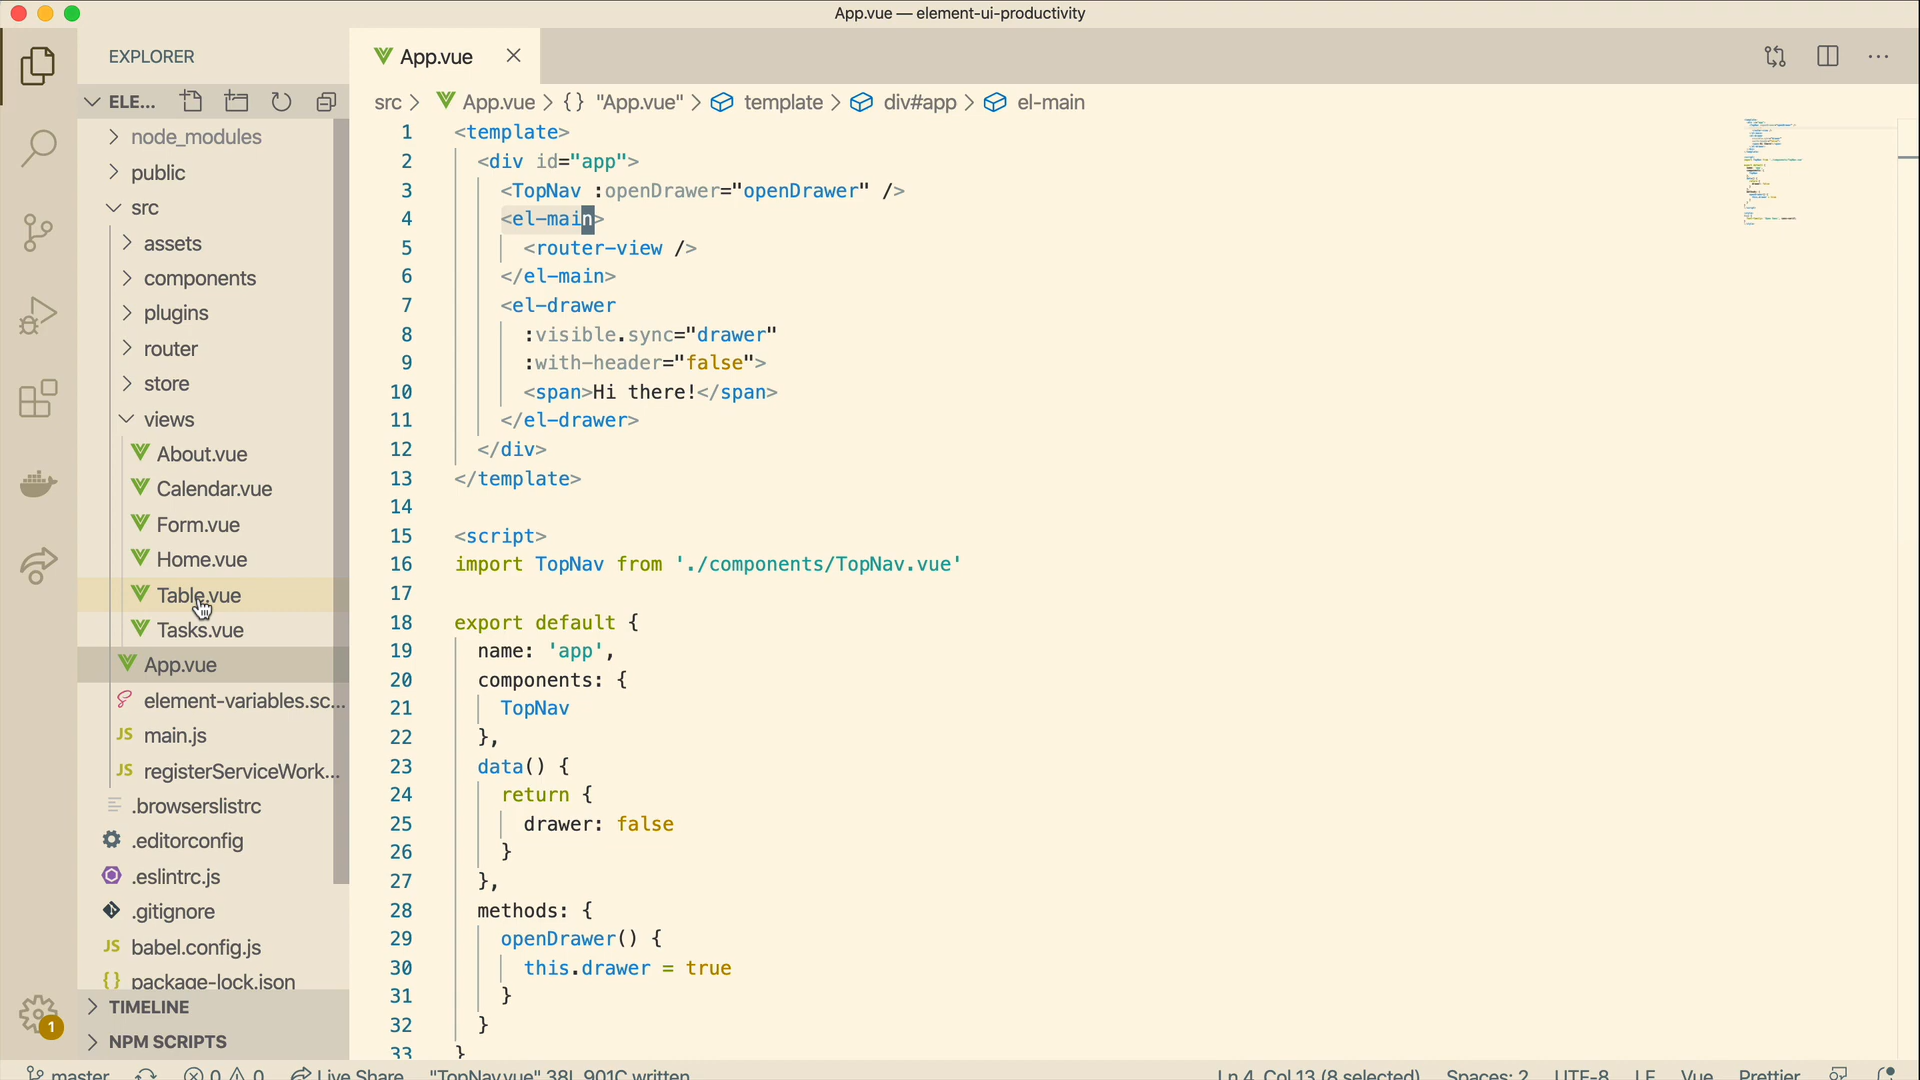 App.vue — element-ui-productivity
EXPLORER
ELE...
node_modules
public
src
assets
components
plugins
router
store
views
About.vue
Calendar.vue
Form.vue
Home.vue
Table.vue
Tasks.vue
App.vue
element-variables.sc...
JS main.js
JS registerServiceWork...
.browserslistrc
.editorconfig
.eslintrc.js
.gitignore
JS babel.config.js
{} package-lock.json
TIMELINE
NPM SCRIPTS
1
App.vue
src > App.vue > {} "App.vue" > template > div#app > el-main
1 <template>
2 <div id="app">
3 <TopNav :openDrawer="openDrawer" />
4 <el-main>
5 <router-view />
6 </el-main>
7 <el-drawer
8 :visible.sync="drawer"
9 :with-header="false">
10 <span>Hi there!</span>
11 </el-drawer>
12 </div>
13 </template>
14
15 <script>
16 import TopNav from './components/TopNav.vue'
17
18 export default {
19 name: 'app',
20 components: {
21 TopNav
22 },
23 data() {
24 return {
25 drawer: false
26 }
27 },
28 methods: {
29 openDrawer() {
30 this.drawer = true
31 }
32 }
33 }
master 0 0 Live Share "TopNav.vue" 38L, 901C written Ln 4, Col 13 (8 selected) Spaces: 2 UTF-8 LF Vue Prettier